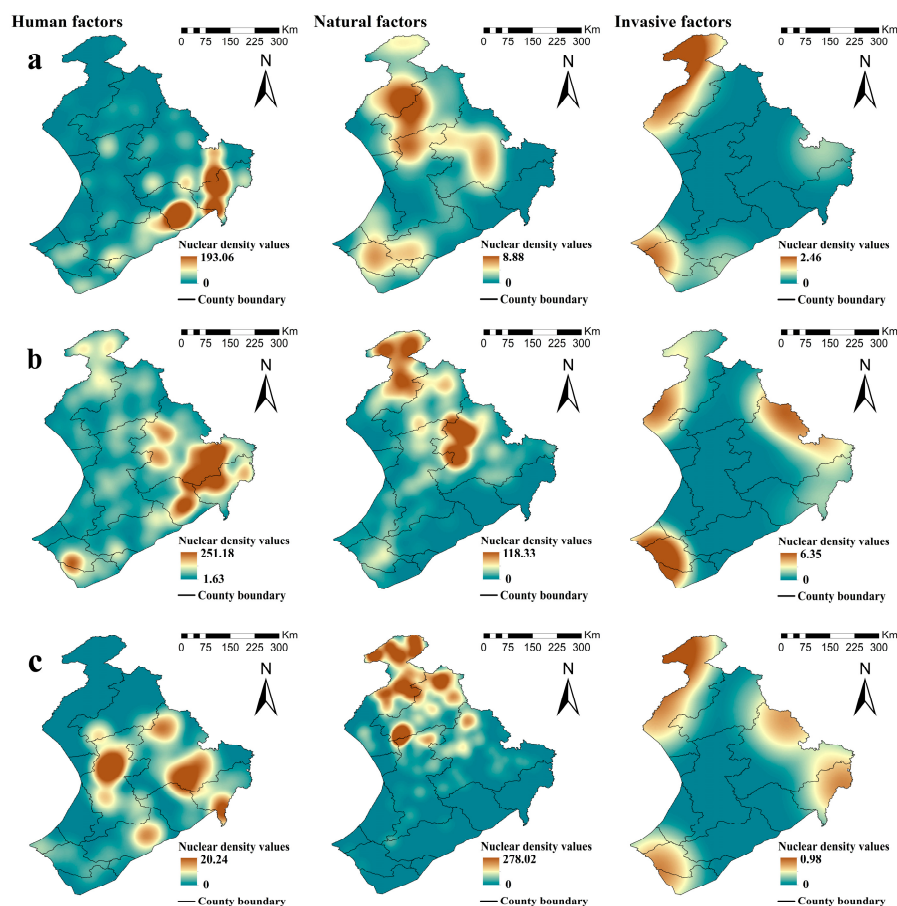 Human factors Natural factors Invasive factors
a
Km
0 75 150 225 300
N
Nuclear density values
193.06
0
County boundary
Km
0 75 150 225 300
N
Nuclear density values
8.88
0
County boundary
Km
0 75 150 225 300
N
Nuclear density values
2.46
0
County boundary
b
Km
0 75 150 225 300
N
Nuclear density values
251.18
1.63
County boundary
Km
0 75 150 225 300
N
Nuclear density values
118.33
0
County boundary
Km
0 75 150 225 300
N
Nuclear density values
6.35
0
County boundary
c
Km
0 75 150 225 300
N
Nuclear density values
20.24
0
County boundary
Km
0 75 150 225 300
N
Nuclear density values
278.02
0
County boundary
Km
0 75 150 225 300
N
Nuclear density values
0.98
0
County boundary